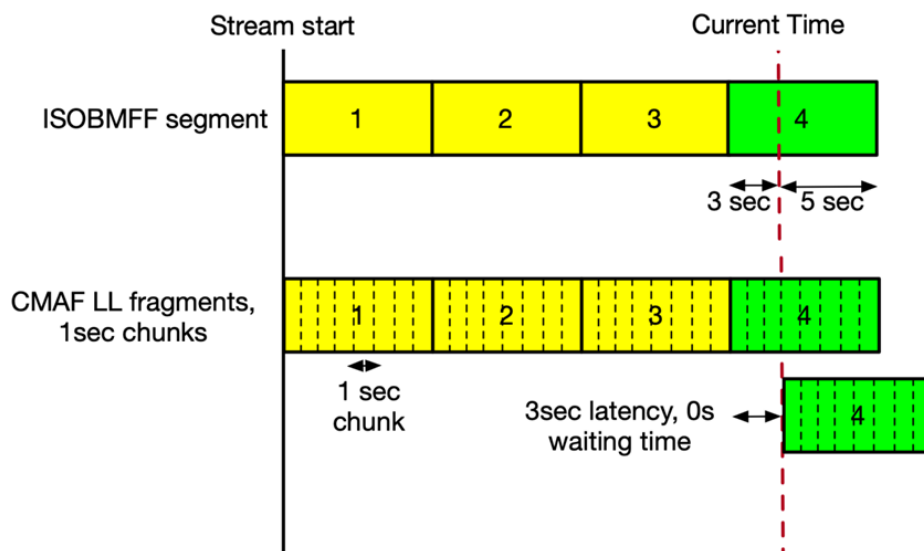 Stream start
Current Time
ISOBMFF segment
1
2
3
4
3 sec
5 sec
CMAF LL fragments,
1sec chunks
1
2
3
4
1 sec
chunk
3sec latency, 0s
waiting time
4